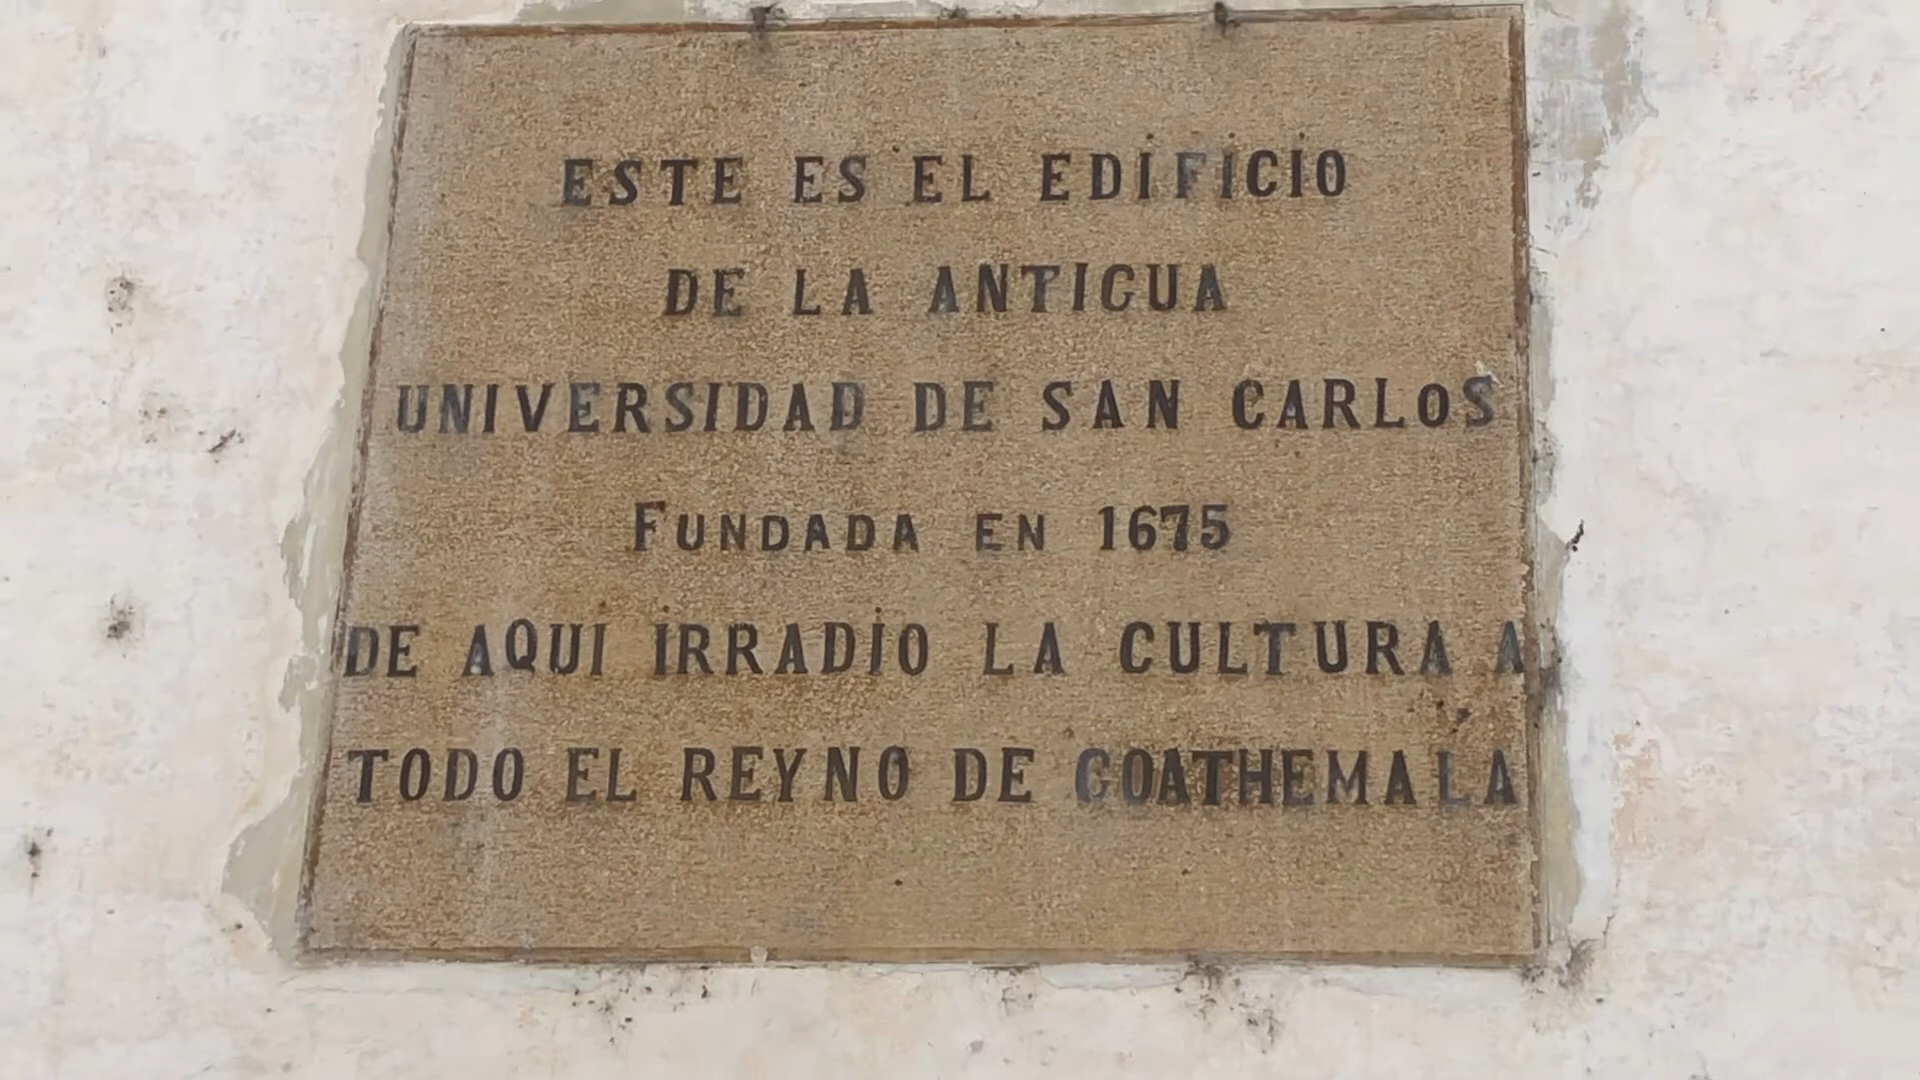 ESTE ES EL EDIFICIO
DE LA ANTIGUA
UNIVERSIDAD DE SAN CARLOS
FUNDADA EN 1675
DE AQUI IRRADIO LA CULTURA A
TODO EL REYNO DE GOATHEMALA